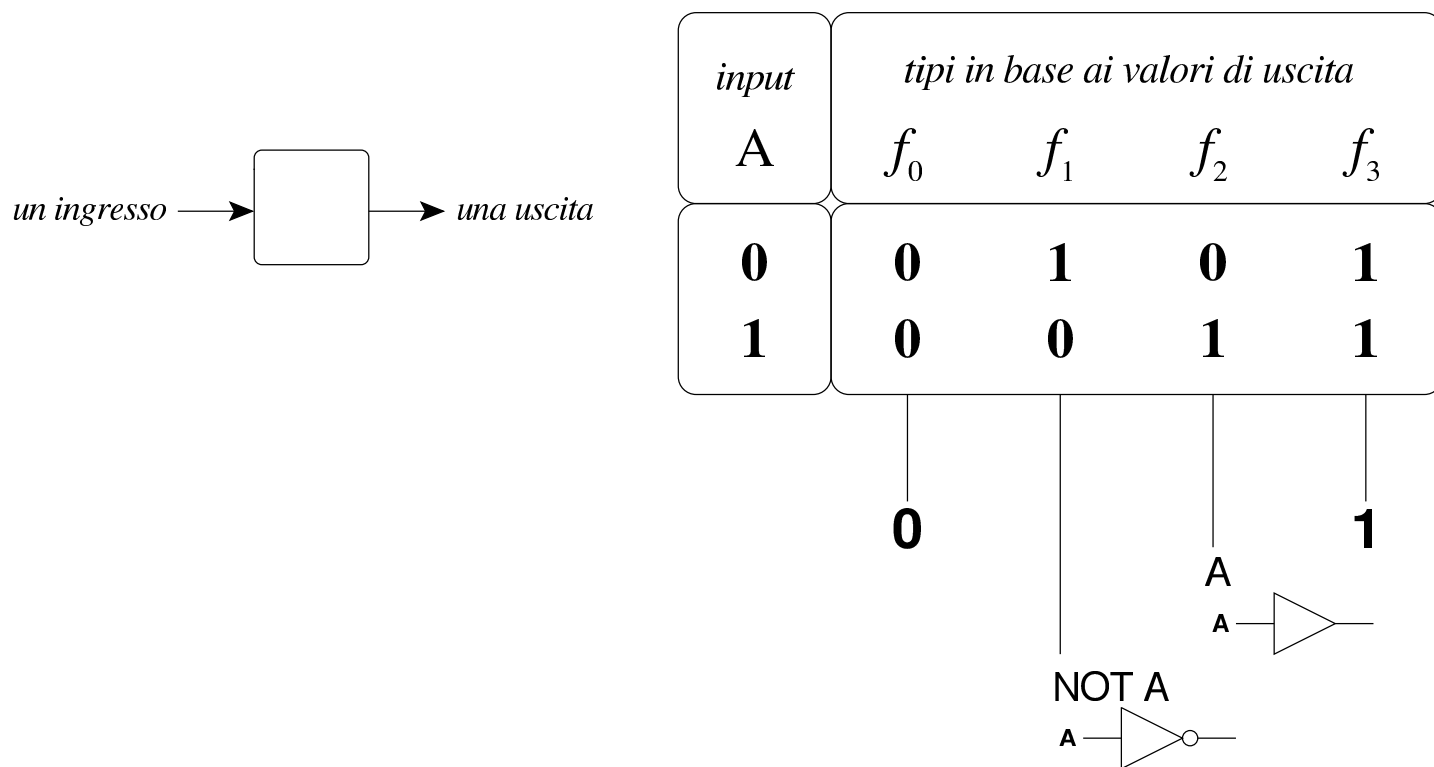 un ingresso
una uscita
input
tipi in base ai valori di uscita
A f0 f1 f2 f3
0 0 1 0 1
1 0 0 1 1
0
1
A
A
NOT A
A